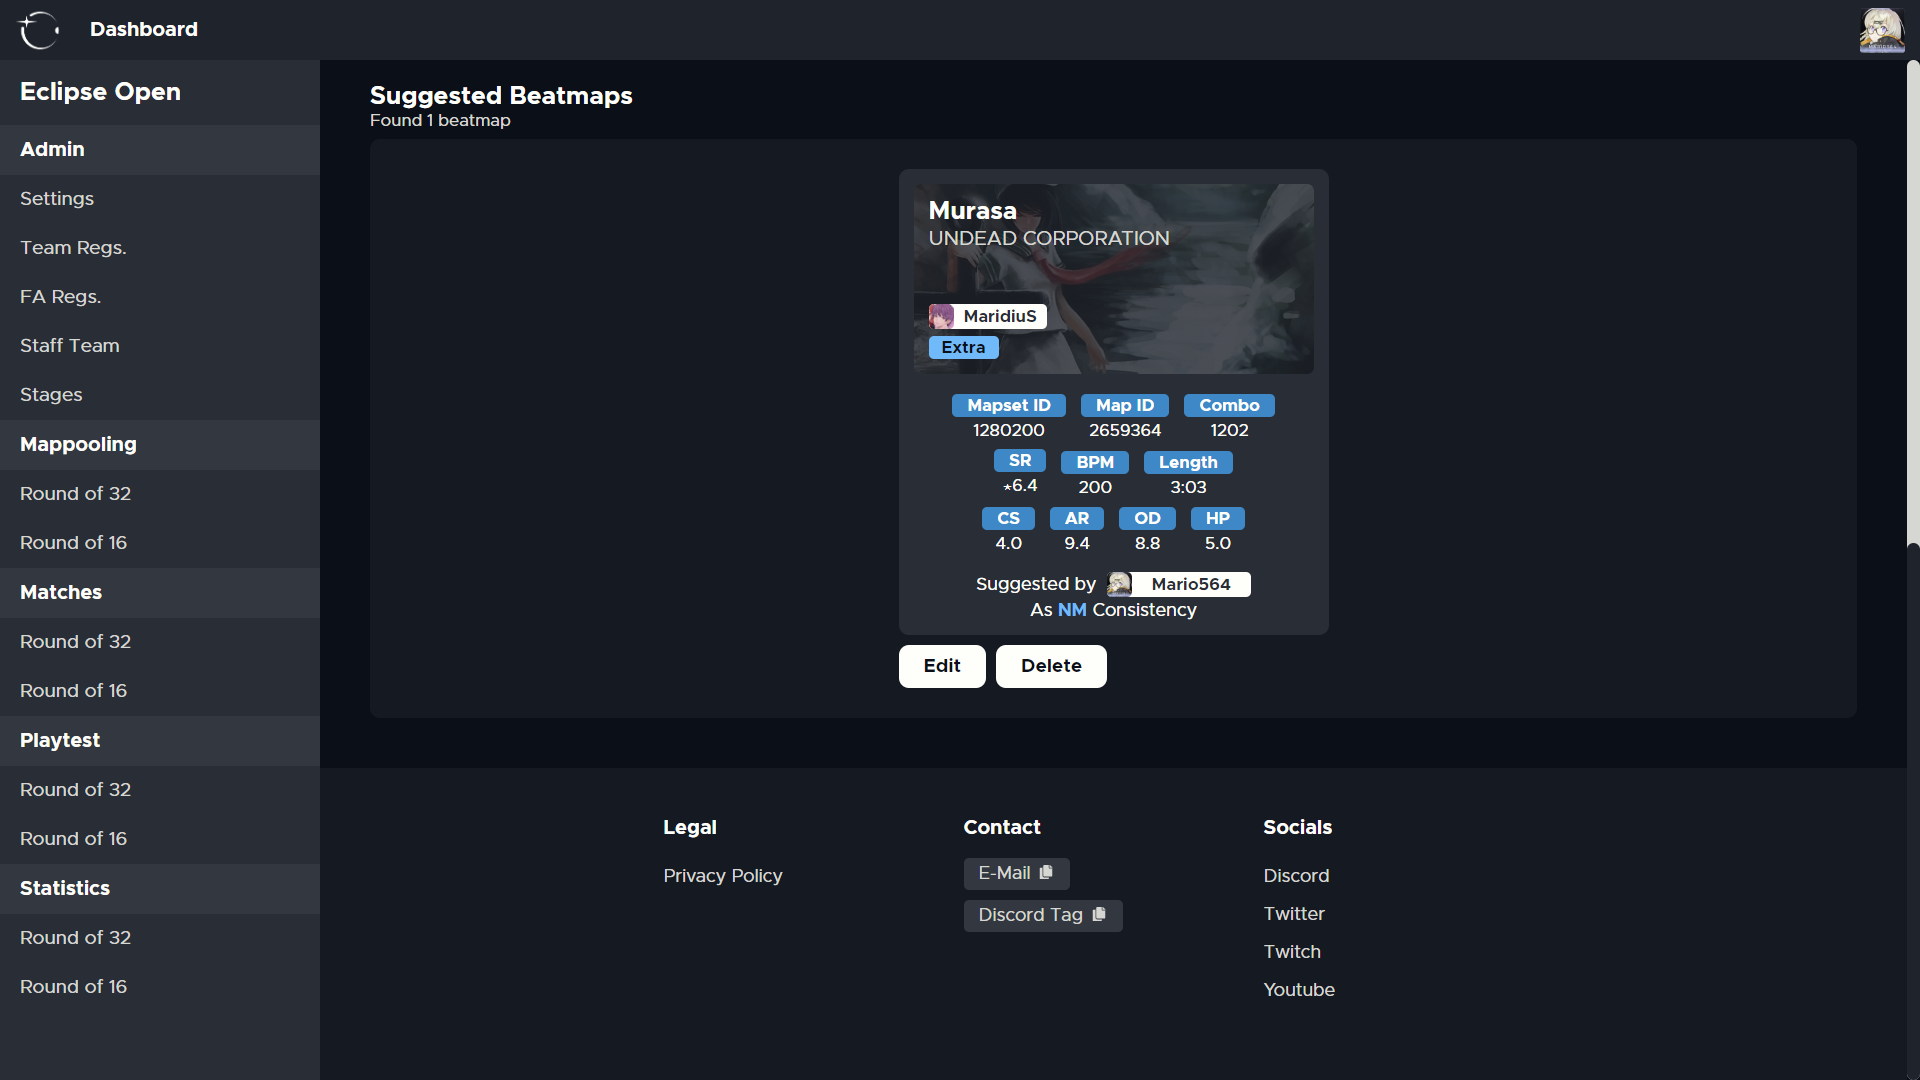 Dashboard
Eclipse Open
Admin
Settings
Team Regs.
FA Regs.
Staff Team
Stages
Mappooling
Round of 32
Round of 16
Matches
Round of 32
Round of 16
Playtest
Round of 32
Round of 16
Statistics
Round of 32
Round of 16
Suggested Beatmaps
Found 1 beatmap
Murasa
UNDEAD CORPORATION
MaridiuS
Extra
Mapset ID Map ID Combo
1280200 2659364 1202
SR BPM Length
★6.4 200 3:03
CS AR OD HP
4.0 9.4 8.8 5.0
Suggested by Mario564
As NM Consistency
Edit Delete
Legal
Privacy Policy
Contact
E-Mail
Discord Tag
Socials
Discord
Twitter
Twitch
Youtube